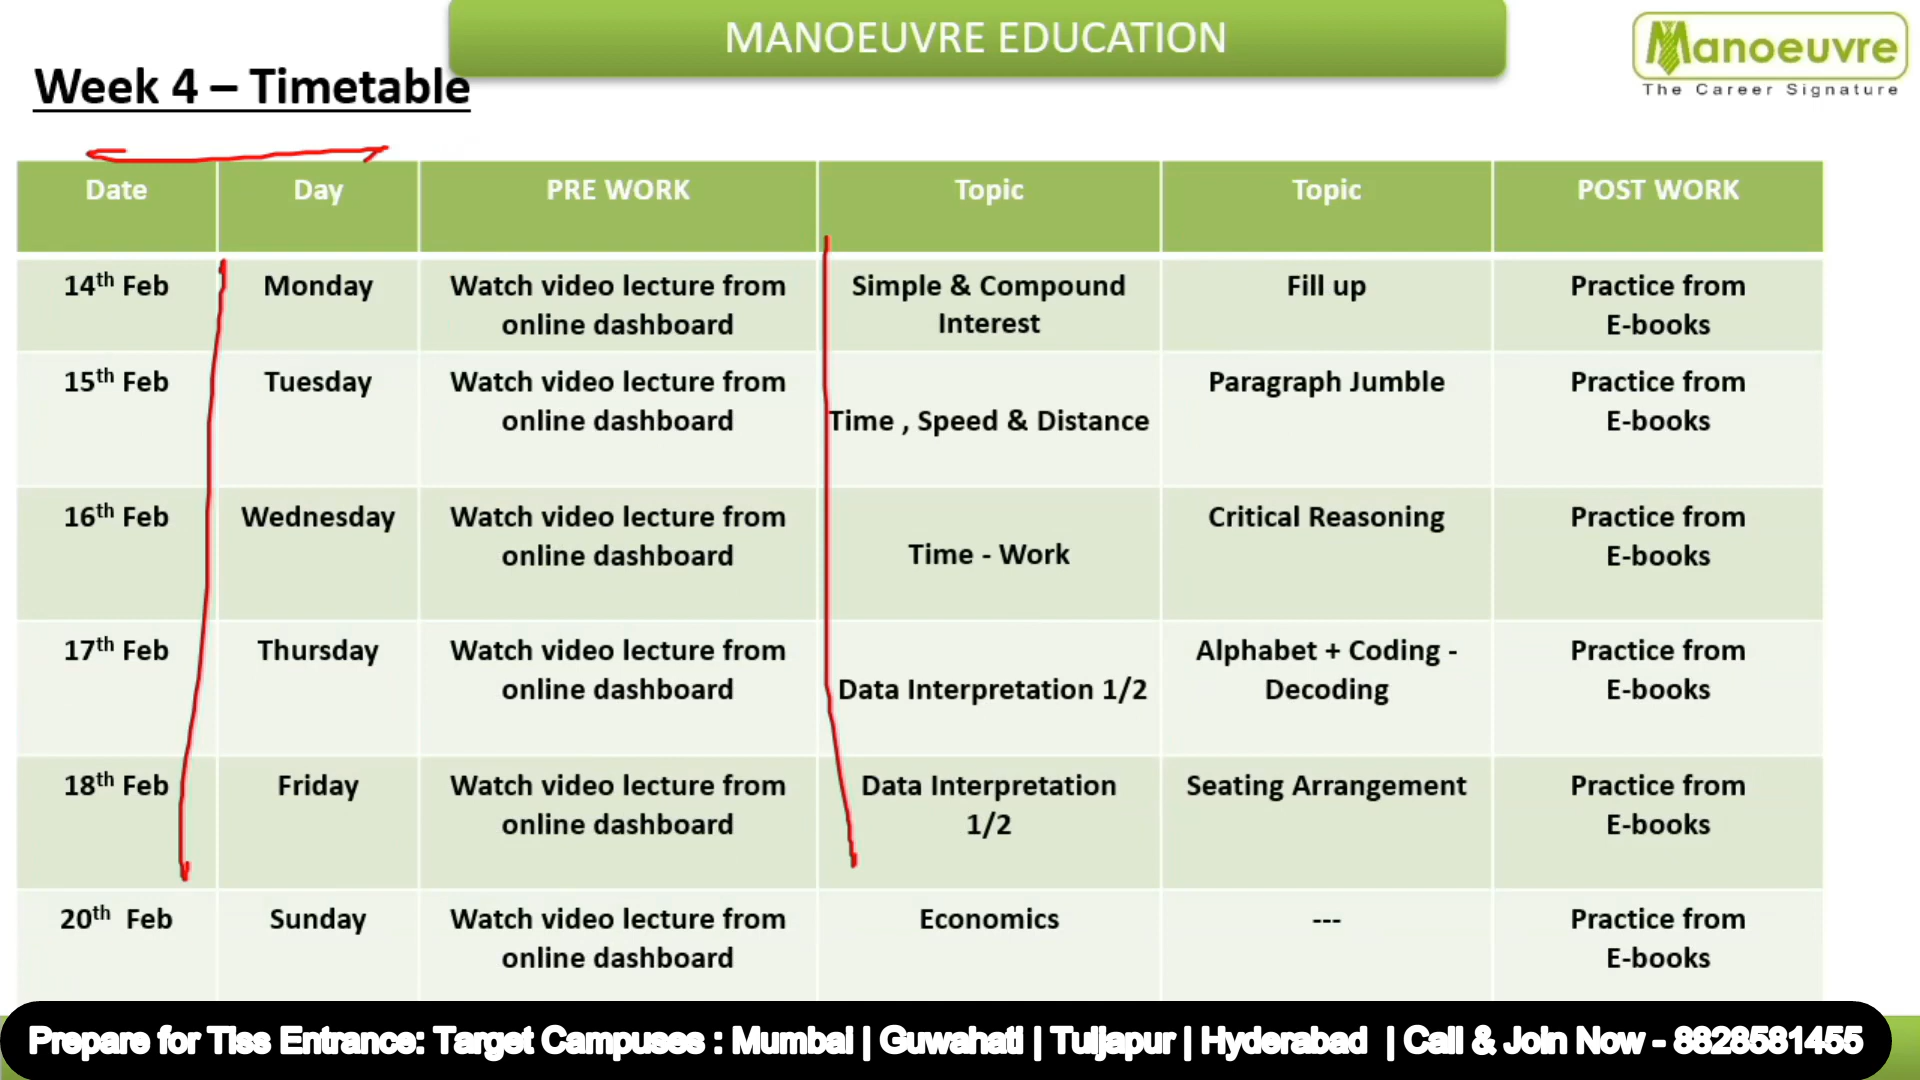 MANOEUVRE EDUCATION
Manoeuvre
The Career Signature
Week 4 – Timetable
Date Day PRE WORK Topic Topic POST WORK
14th Feb Monday Watch video lecture from Simple & Compound Fill up Practice from
online dashboard Interest E-books
15th Feb Tuesday Watch video lecture from Paragraph Jumble Practice from
online dashboard Time , Speed & Distance E-books
16th Feb Wednesday Watch video lecture from Critical Reasoning Practice from
online dashboard Time - Work E-books
17th Feb Thursday Watch video lecture from Alphabet + Coding - Practice from
online dashboard Data Interpretation 1/2 Decoding E-books
18th Feb Friday Watch video lecture from Data Interpretation Seating Arrangement Practice from
online dashboard 1/2 E-books
20th Feb Sunday Watch video lecture from Economics --- Practice from
online dashboard E-books
Prepare for Tiss Entrance: Target Campuses : Mumbai | Guwahati | Tuljapur | Hyderabad | Call & Join Now - 8828581455